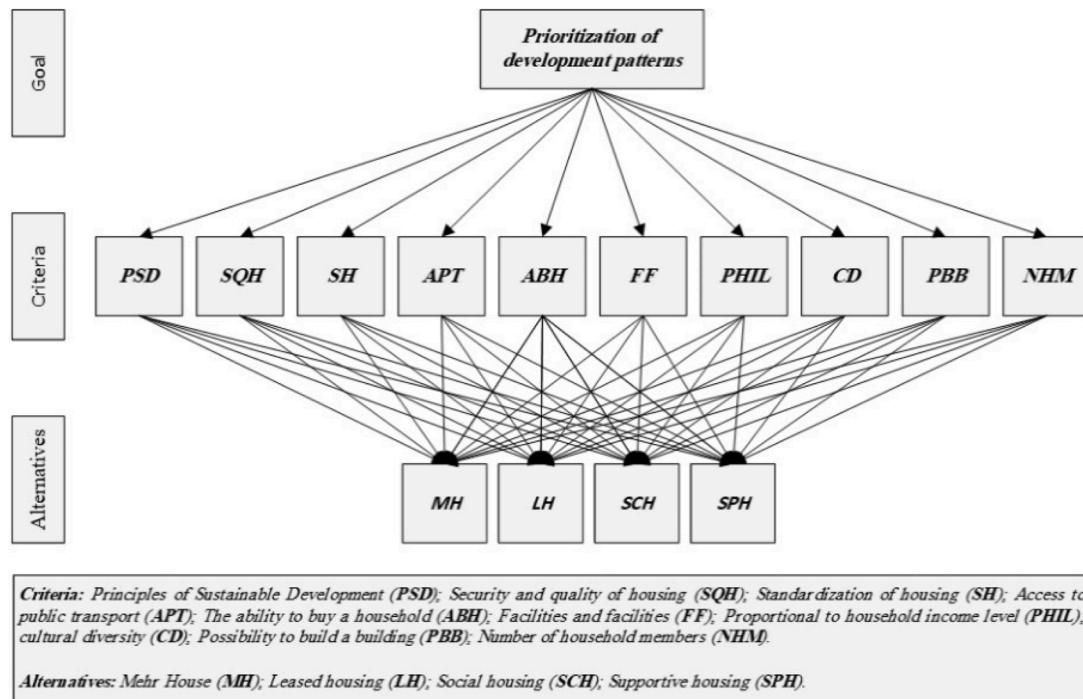 Goal
Prioritization of
development patterns
Criteria
PSD
SQH
SH
APT
ABH
FF
PHIL
CD
PBB
NHM
Alternatives
MH
LH
SCH
SPH
Criteria: Principles of Sustainable Development (PSD); Security and quality of housing (SQH); Standardization of housing (SH); Access to
public transport (APT); The ability to buy a household (ABH); Facilities and facilities (FF); Proportional to household income level (PHIL);
cultural diversity (CD); Possibility to build a building (PBB); Number of household members (NHM).
Alternatives: Mehr House (MH); Leased housing (LH); Social housing (SCH); Supportive housing (SPH).